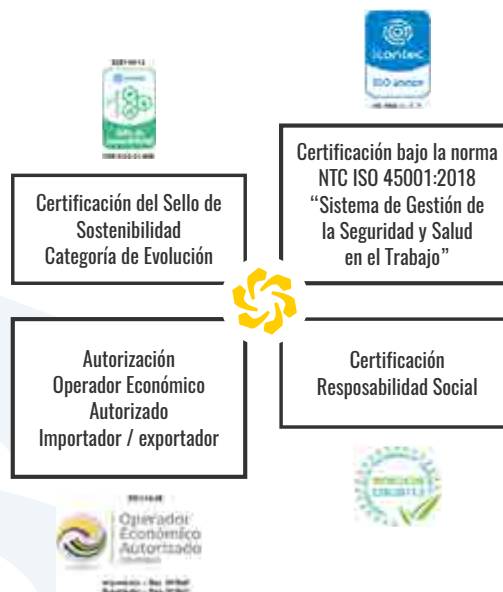 icontec
Certificación del Sello de
Sostenibilidad
Categoría de Evolución
Certificación bajo la norma
NTC ISO 45001:2018
“Sistema de Gestión de
la Seguridad y Salud
en el Trabajo”
Autorización
Operador Económico
Autorizado
Importador / exportador
Certificación
Resposabilidad Social
Operador
Económico
Autorizado